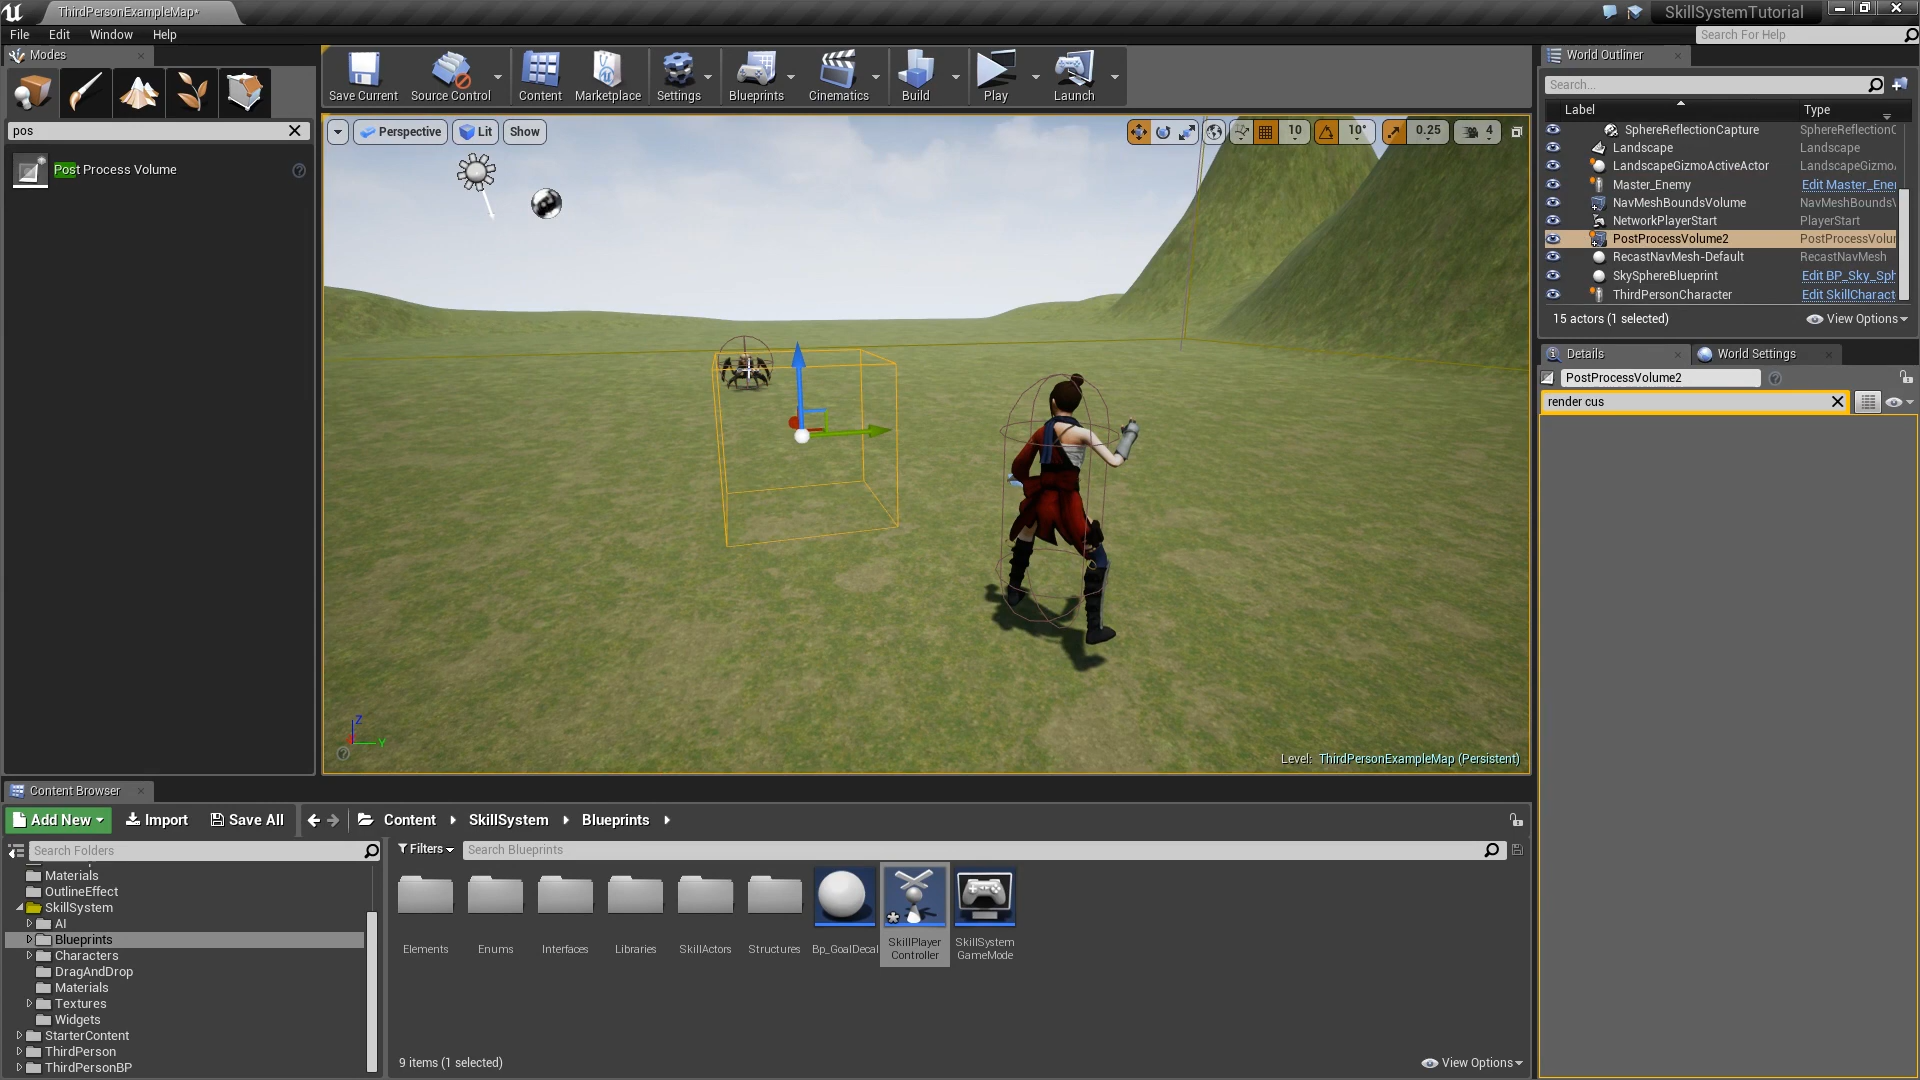 ThirdPersonExampleMap*
SkillSystemTutorial
File Edit Window Help
Search For Help
Modes
pos
Post Process Volume
Save Current
Source Control
Content
Marketplace
Settings
Blueprints
Cinematics
Build
Play
Launch
Perspective
Lit
Show
10
10°
0.25
4
Level: ThirdPersonExampleMap (Persistent)
Z
Y
World Outliner
Search...
Label Type
SphereReflectionCapture SphereReflectionC
Landscape Landscape
LandscapeGizmoActiveActor LandscapeGizmo
Master_Enemy Edit Master_Ene
NavMeshBoundsVolume NavMeshBounds
NetworkPlayerStart PlayerStart
PostProcessVolume2 PostProcessVolu
RecastNavMesh-Default RecastNavMesh
SkySphereBlueprint Edit BP_Sky_Sph
ThirdPersonCharacter Edit SkillCharact
15 actors (1 selected)
View Options
Details
World Settings
PostProcessVolume2
render cus
Content Browser
Add New
Import
Save All
Content
SkillSystem
Blueprints
Search Folders
Materials
OutlineEffect
SkillSystem
AI
Blueprints
Characters
DragAndDrop
Materials
Textures
Widgets
StarterContent
ThirdPerson
ThirdPersonBP
Filters
Search Blueprints
Elements
Enums
Interfaces
Libraries
SkillActors
Structures
Bp_GoalDecal
SkillPlayer
Controller
SkillSystem
GameMode
9 items (1 selected)
View Options